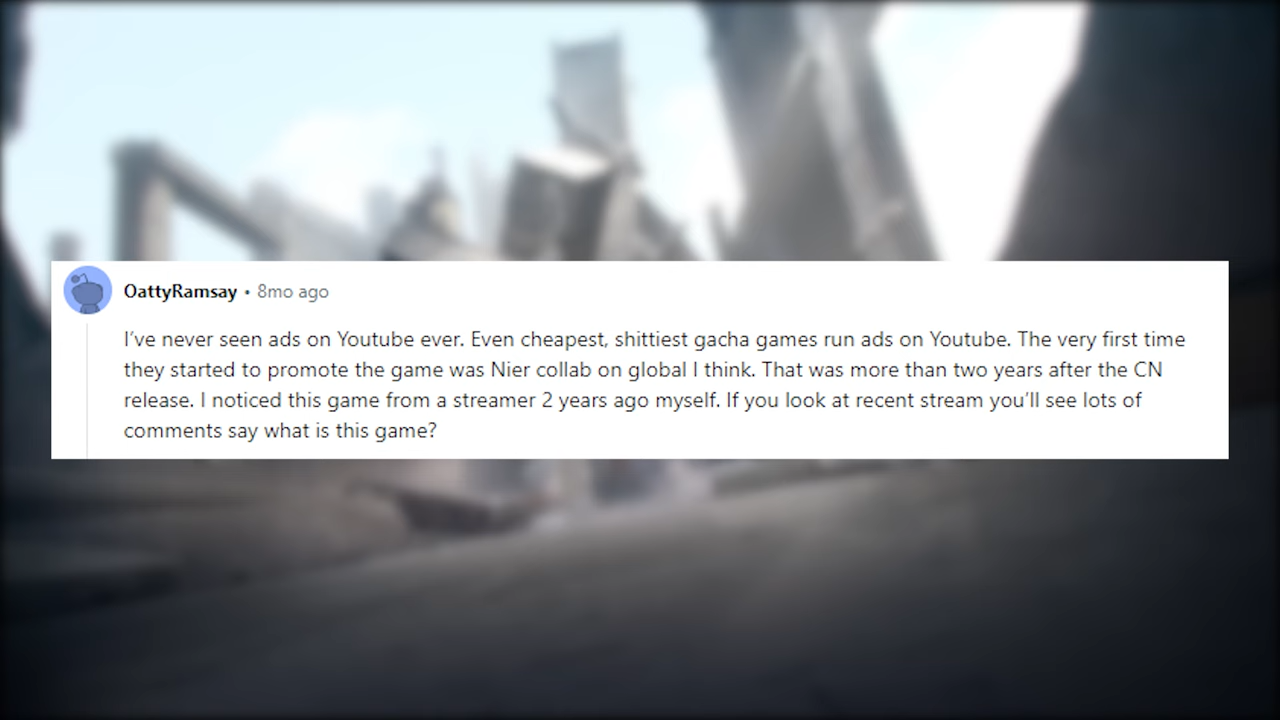 OattyRamsay • 8mo ago
I've never seen ads on Youtube ever. Even cheapest, shittiest gacha games run ads on Youtube. The very first time
they started to promote the game was Nier collab on global I think. That was more than two years after the CN
release. I noticed this game from a streamer 2 years ago myself. If you look at recent stream you'll see lots of
comments say what is this game?